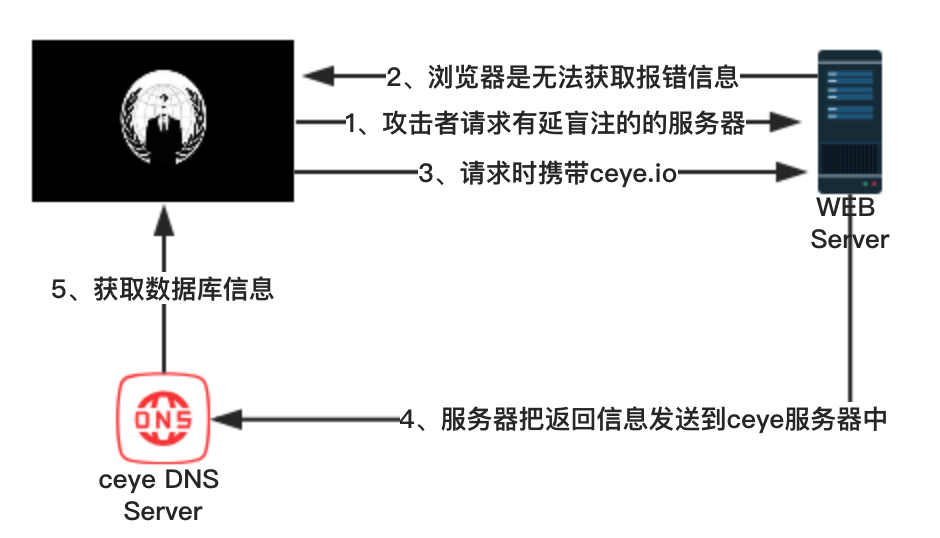 2、浏览器是无法获取报错信息
1、攻击者请求有延盲注的的服务器
3、请求时携带ceye.io
WEB
Server
5、获取数据库信息
DNS
4、服务器把返回信息发送到ceye服务器中
ceye DNS
Server